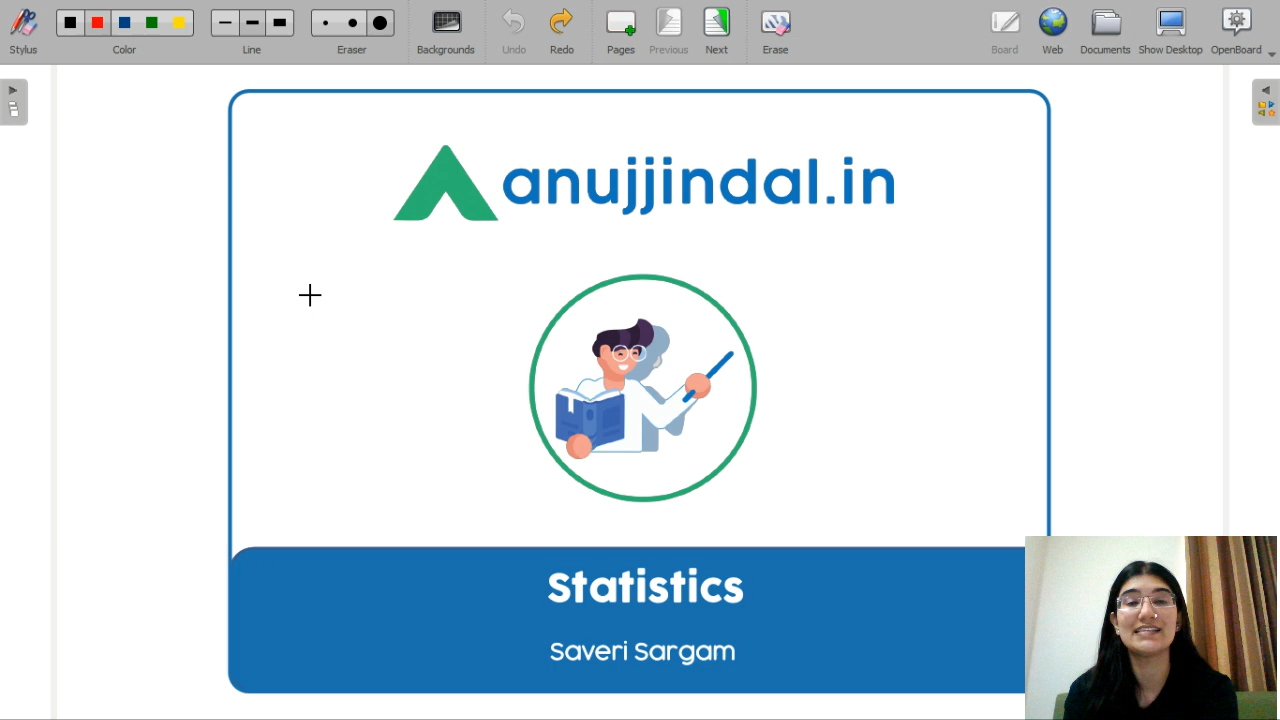 Stylus
Color
Line
Eraser
Backgrounds
Undo
Redo
Pages
Previous
Next
Erase
Board
Web
Documents
Show Desktop
OpenBoard
anujjindal.in
Statistics
Saveri Sargam